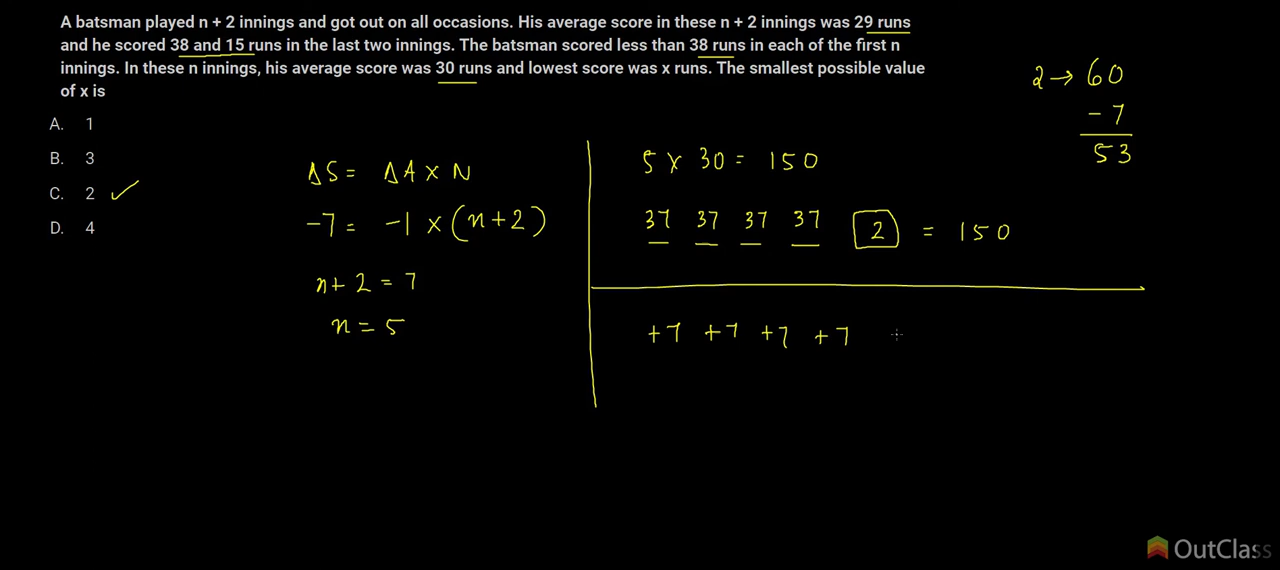 A batsman played n + 2 innings and got out on all occasions. His average score in these n + 2 innings was 29 runs
and he scored 38 and 15 runs in the last two innings. The batsman scored less than 38 runs in each of the first n
innings. In these n innings, his average score was 30 runs and lowest score was x runs. The smallest possible value
of x is
A. 1
B. 3
C. 2 ✓
D. 4
ΔS = ΔA × N
-7 = -1 × (n+2)
n + 2 = 7
n = 5
5 × 30 = 150
37 37 37 37 2 = 150
+7 +7 +7 +7
2 → 60
- 7
53
OutClass